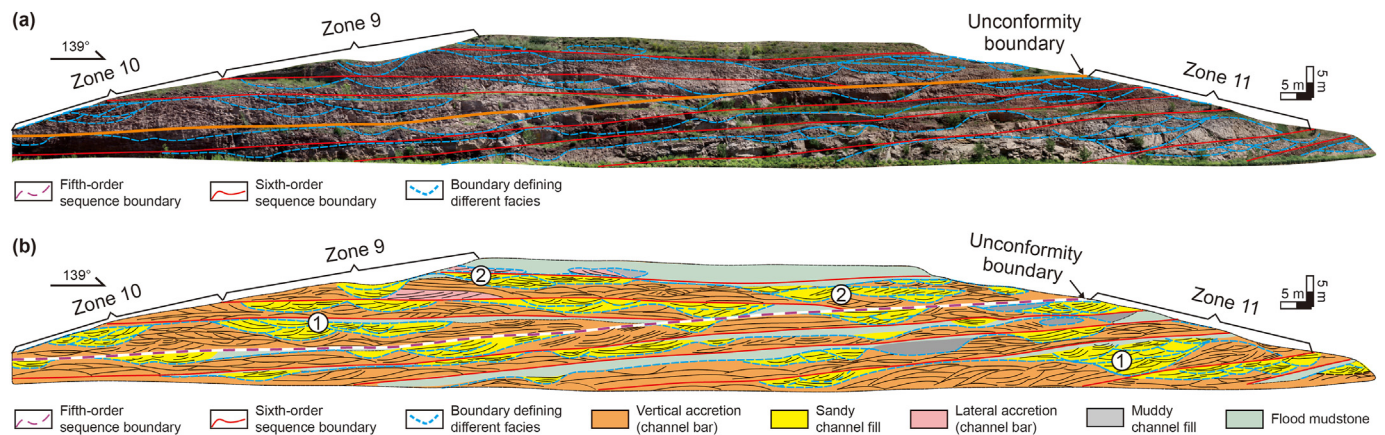 (a)
139°
Zone 10
Zone 9
Unconformity
boundary
Zone 11
5 m
5 m
Fifth-order
sequence boundary
Sixth-order
sequence boundary
Boundary defining
different facies
(b)
139°
Zone 10
Zone 9
Unconformity
boundary
Zone 11
5 m
5 m
2
2
1
1
Fifth-order
sequence boundary
Sixth-order
sequence boundary
Boundary defining
different facies
Vertical accretion
(channel bar)
Sandy
channel fill
Lateral accretion
(channel bar)
Muddy
channel fill
Flood mudstone